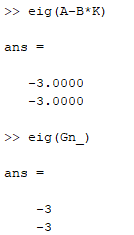 >> eig(A-B*K)
ans =
-3.0000
-3.0000
>> eig(Gn_)
ans =
-3
-3